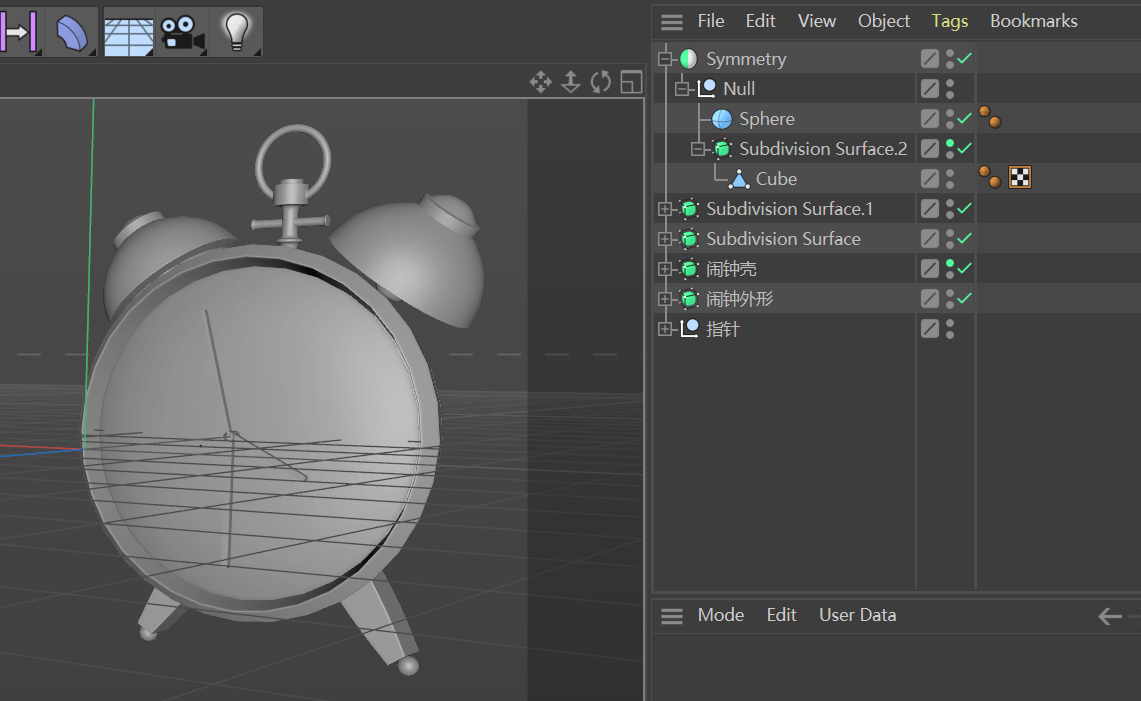 File Edit View Object Tags Bookmarks
Symmetry
Null
Sphere
Subdivision Surface.2
Cube
Subdivision Surface.1
Subdivision Surface
闹钟壳
闹钟外形
指针
Mode Edit User Data